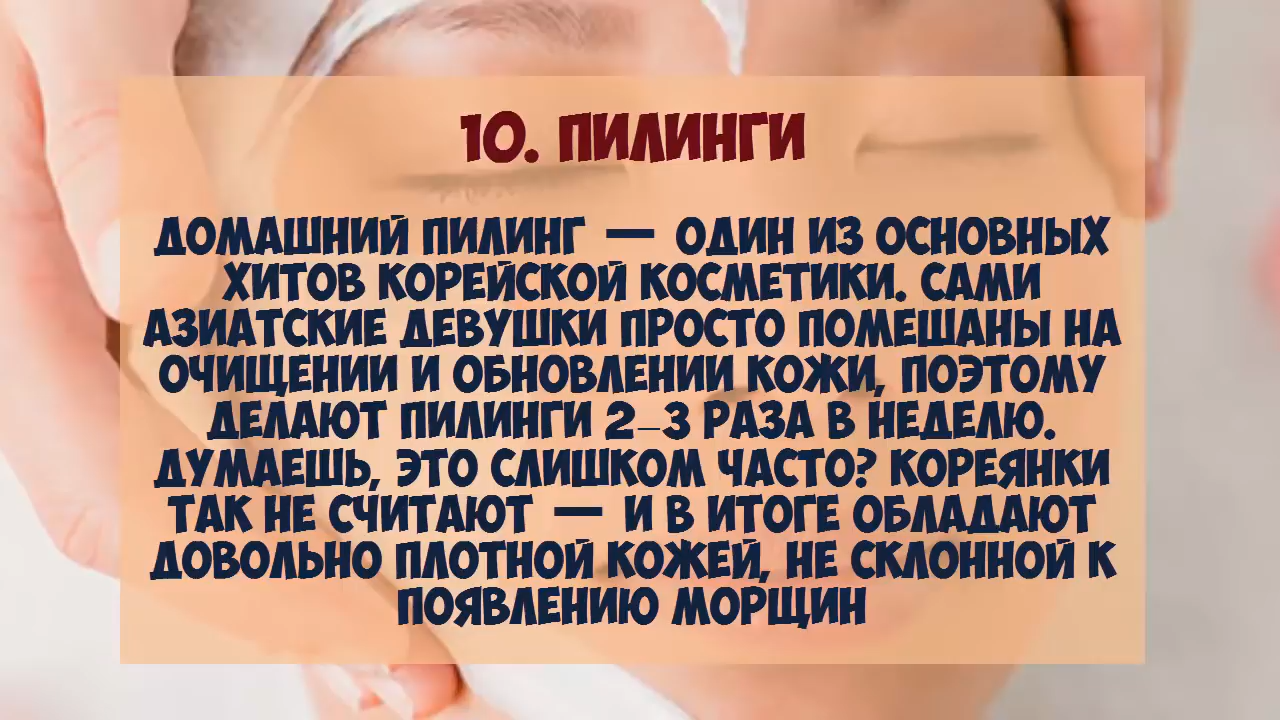 10. ПИЛИНГИ
ДОМАШНИЙ ПИЛИНГ — ОДИН ИЗ ОСНОВНЫХ
ХИТОВ КОРЕЙСКОЙ КОСМЕТИКИ. САМИ
АЗИАТСКИЕ ДЕВУШКИ ПРОСТО ПОМЕШАНЫ НА
ОЧИЩЕНИИ И ОБНОВЛЕНИИ КОЖИ, ПОЭТОМУ
ДЕЛАЮТ ПИЛИНГИ 2–3 РАЗА В НЕДЕЛЮ.
ДУМАЕШЬ, ЭТО СЛИШКОМ ЧАСТО? КОРЕЯНКИ
ТАК НЕ СЧИТАЮТ — И В ИТОГЕ ОБЛАДАЮТ
ДОВОЛЬНО ПЛОТНОЙ КОЖЕЙ, НЕ СКЛОННОЙ К
ПОЯВЛЕНИЮ МОРЩИН